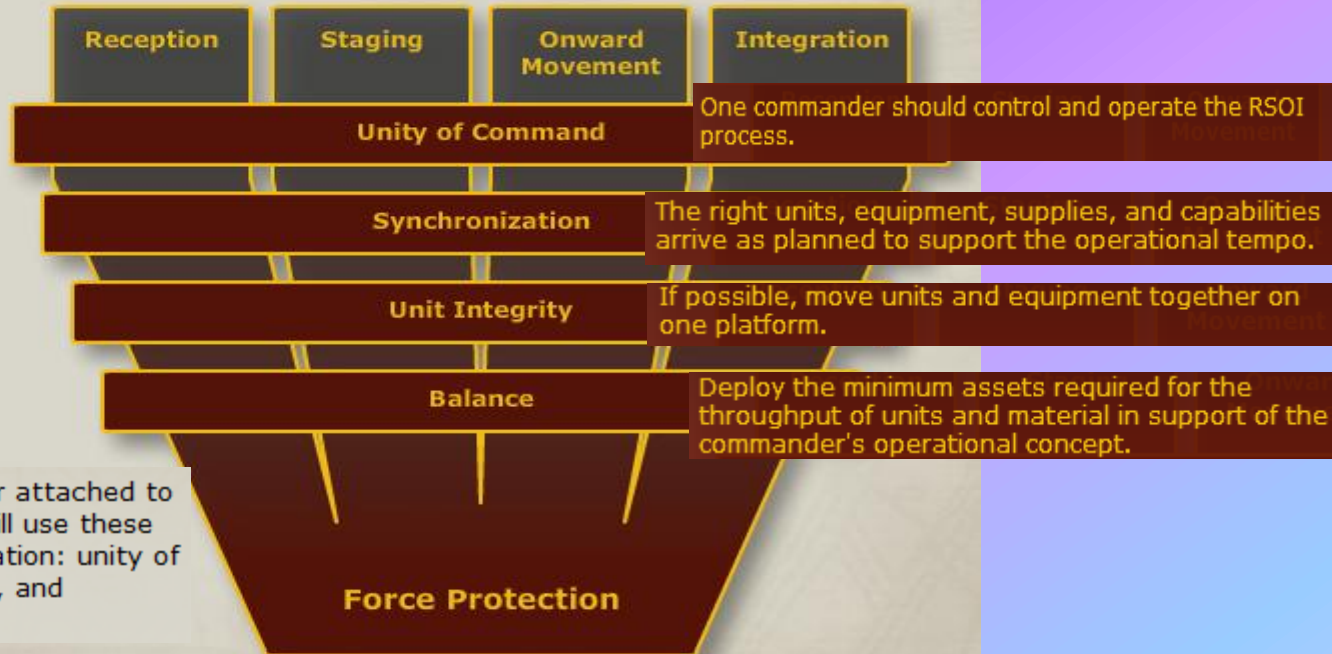 Reception
Staging
Onward
Movement
Integration
Unity of Command
One commander should control and operate the RSOI
process.
Movement
Synchronization
The right units, equipment, supplies, and capabilities
arrive as planned to support the operational tempo.
Unit Integrity
If possible, move units and equipment together on
one platform.
Movement
Balance
Deploy the minimum assets required for the
throughput of units and material in support of the
commander's operational concept.
attached to
use these
unity of
, and
Force Protection